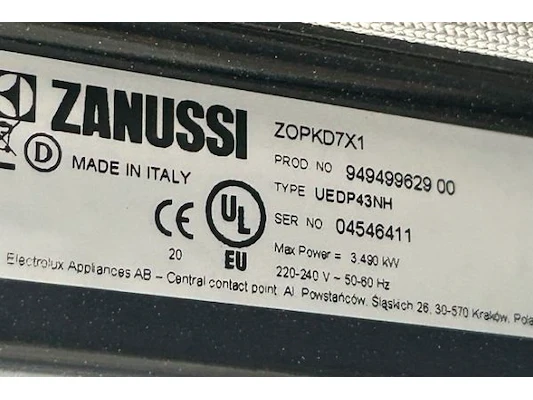 ZANUSSI
ZOPKD7X1
PROD NO 949499629 00
TYPE UEDP43NH
SER NO 04546411
Max Power = 3.490 kW
220-240 V ~ 50-60 Hz
D
MADE IN ITALY
CE
20
UL
EU
Electrolux Appliances AB – Central contact point Al. Powstańców, Śląskich 26, 30-570 Kraków, Pola